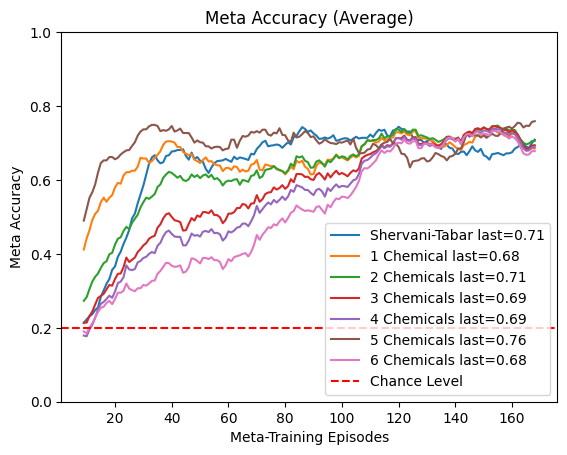 Meta Accuracy (Average)
Meta Accuracy
1.0
0.8
0.6
0.4
0.2
0.0
20 40 60 80 100 120 140 160
Meta-Training Episodes
Shervani-Tabar last=0.71
1 Chemical last=0.68
2 Chemicals last=0.71
3 Chemicals last=0.69
4 Chemicals last=0.69
5 Chemicals last=0.76
6 Chemicals last=0.68
Chance Level